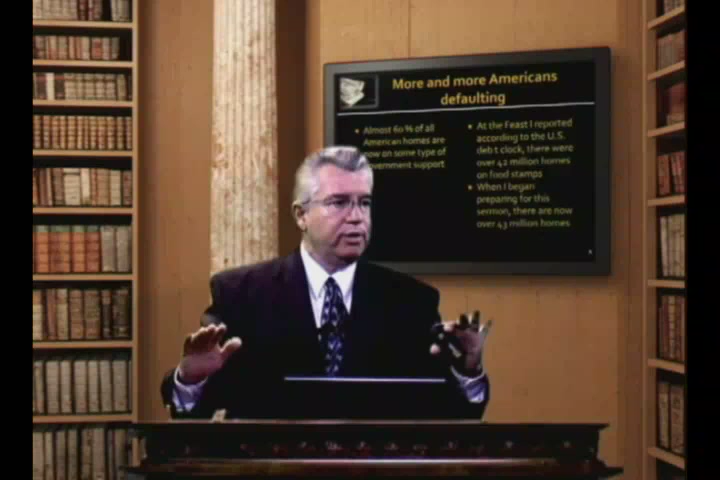 More and more Americans
defaulting
Almost 60 % of all
American homes are
now on some type of
government support
At the Feast I reported
according to the U.S.
debt clock, there were
over 42 million homes
on food stamps
When I began
preparing for this
sermon, there are now
over 43 million homes